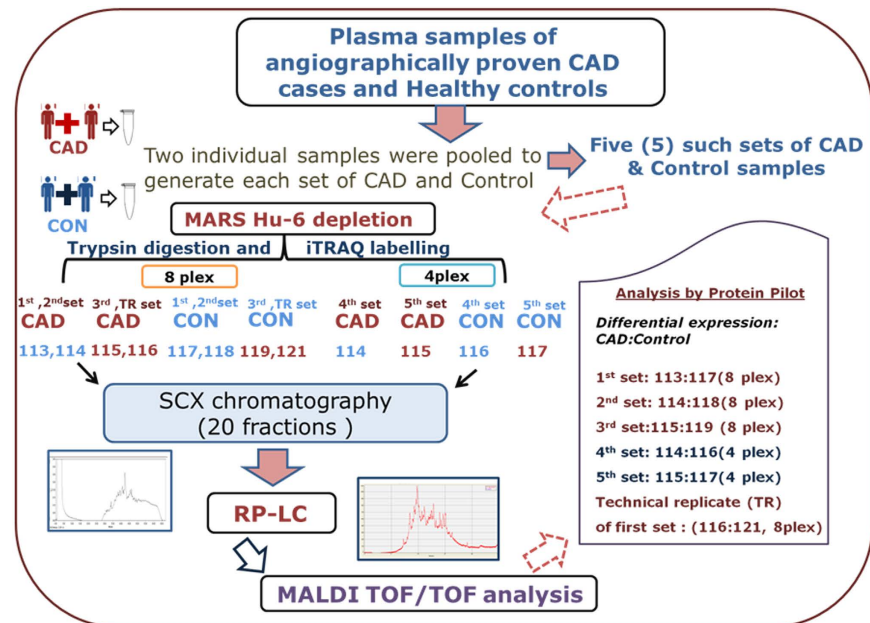 Plasma samples of
angiographically proven CAD
cases and Healthy controls
CAD
CON
Two individual samples were pooled to
generate each set of CAD and Control
Five (5) such sets of CAD
& Control samples
MARS Hu-6 depletion
Trypsin digestion and iTRAQ labelling
8 plex 4plex
1st ,2nd set 3rd ,TR set 1st ,2nd set 3rd ,TR set 4th set 5th set 4th set 5th set
CAD CAD CON CON CAD CAD CON CON
113,114 115,116 117,118 119,121 114 115 116 117
SCX chromatography
(20 fractions )
RP-LC
MALDI TOF/TOF analysis
Analysis by Protein Pilot
Differential expression:
CAD:Control
1st set: 113:117(8 plex)
2nd set: 114:118(8 plex)
3rd set:115:119 (8 plex)
4th set: 114:116(4 plex)
5th set: 115:117(4 plex)
Technical replicate (TR)
of first set : (116:121, 8plex)